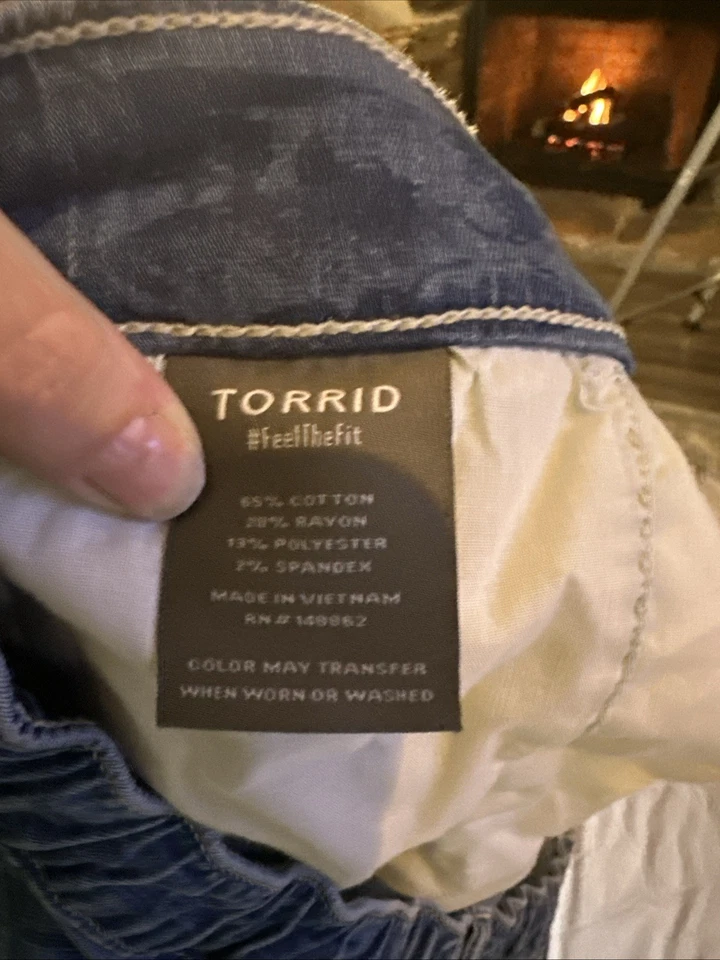 TORRID
#FeelTheFit
65% COTTON
20% RAYON
13% POLYESTER
2% SPANDEX
MADE IN VIETNAM
RN# 148862
COLOR MAY TRANSFER
WHEN WORN OR WASHED